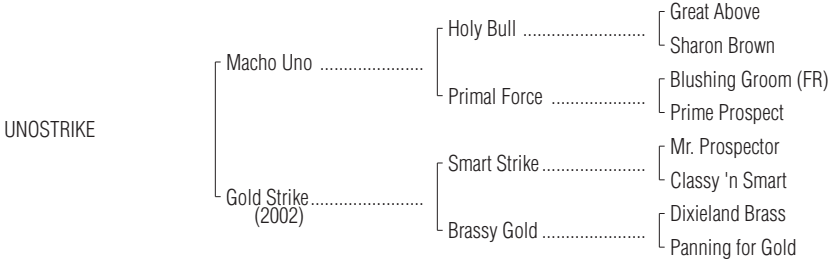 Great Above
Holy Bull ..........................
Sharon Brown
Macho Uno ......................
Blushing Groom (FR)
Primal Force ....................
Prime Prospect
UNOSTRIKE
Mr. Prospector
Smart Strike......................
Classy 'n Smart
Gold Strike........................
(2002)
Dixieland Brass
Brassy Gold ......................
Panning for Gold